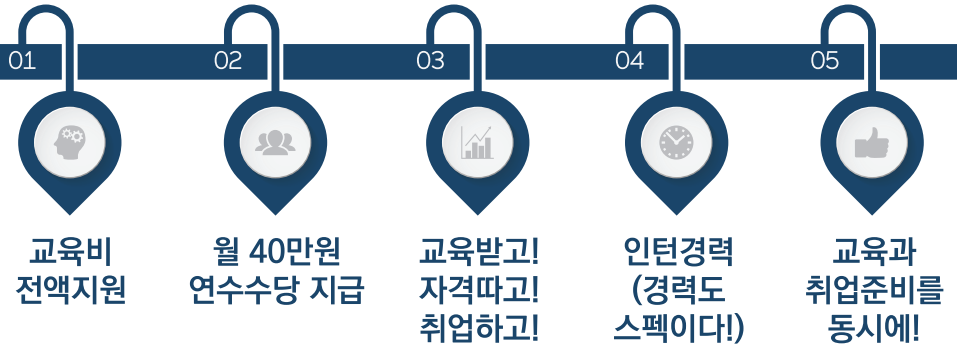 01
교육비
전액지원
02
월 40만원
연수수당 지급
03
교육받고!
자격따고!
취업하고!
04
인턴경력
(경력도
스펙이다!)
05
교육과
취업준비를
동시에!